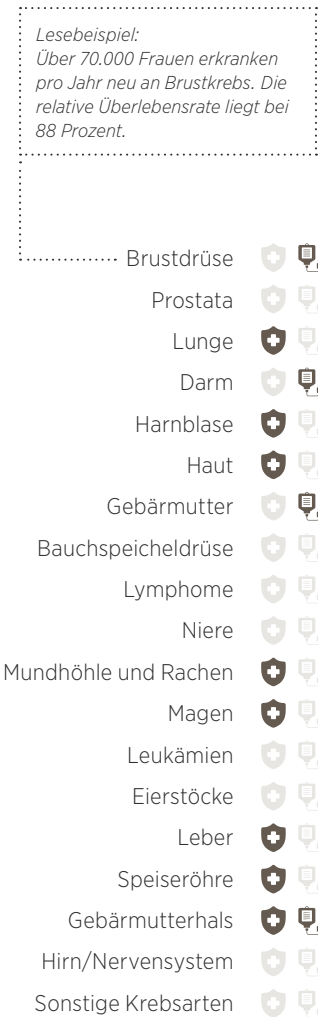 Lesebeispiel:
Über 70.000 Frauen erkranken
pro Jahr neu an Brustkrebs. Die
relative Überlebensrate liegt bei
88 Prozent.
Brustdrüse
Prostata
Lunge
Darm
Harnblase
Haut
Gebärmutter
Bauchspeicheldrüse
Lymphome
Niere
Mundhöhle und Rachen
Magen
Leukämien
Eierstöcke
Leber
Speiseröhre
Gebärmutterhals
Hirn/Nervensystem
Sonstige Krebsarten